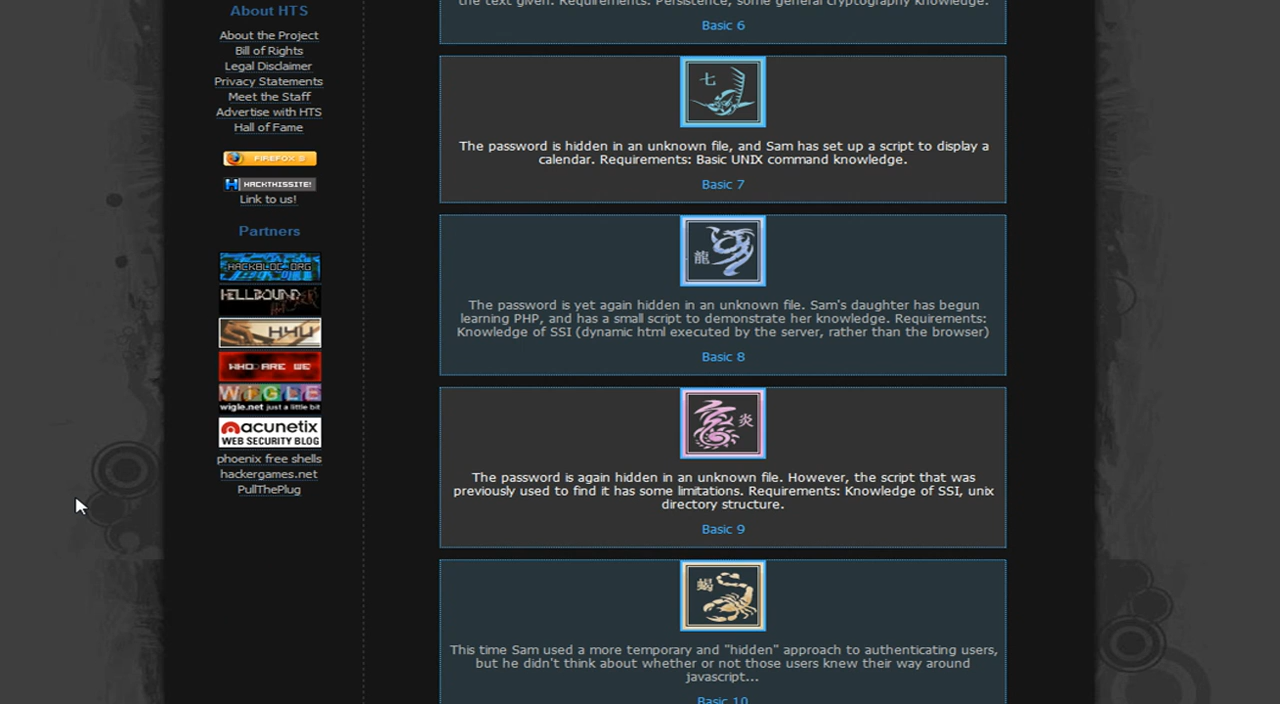 About HTS
About the Project
Bill of Rights
Legal Disclaimer
Privacy Statements
Meet the Staff
Advertise with HTS
Hall of Fame
FIREFOX
HACKTHISSITE!
Link to us!
Partners
HACKBLOC.ORG
HELLBOUND
H4U
WHO ARE WE
WiGLE
wigle.net just a little bit
acunetix
WEB SECURITY BLOG
phoenix free shells
hackergames.net
PullThePlug
the text given. Requirements: Persistence, some general cryptography knowledge.
Basic 6
七
The password is hidden in an unknown file, and Sam has set up a script to display a
calendar. Requirements: Basic UNIX command knowledge.
Basic 7
龍
The password is yet again hidden in an unknown file. Sam's daughter has begun
learning PHP, and has a small script to demonstrate her knowledge. Requirements:
Knowledge of SSI (dynamic html executed by the server, rather than the browser)
Basic 8
炎
The password is again hidden in an unknown file. However, the script that was
previously used to find it has some limitations. Requirements: Knowledge of SSI, unix
directory structure.
Basic 9
蝎
This time Sam used a more temporary and "hidden" approach to authenticating users,
but he didn't think about whether or not those users knew their way around
javascript...
Basic 10